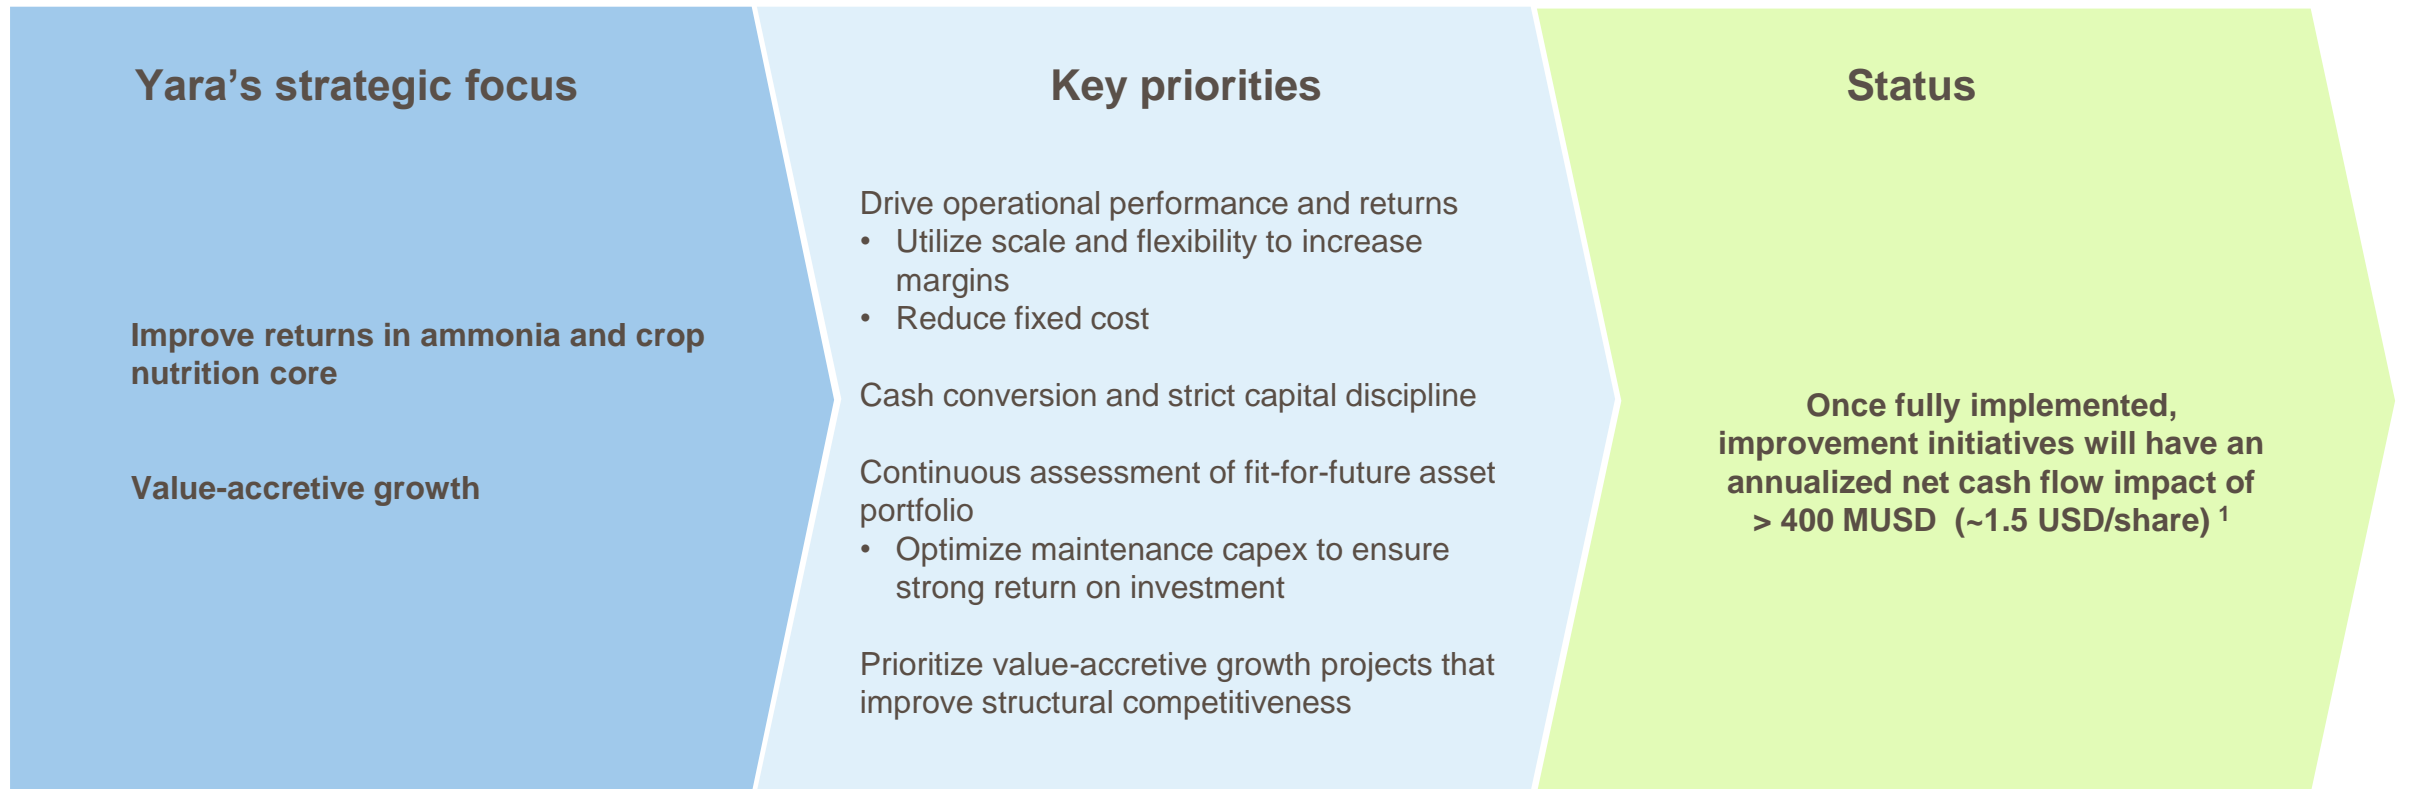 Yara’s strategic focus
Improve returns in ammonia and crop
nutrition core
Value-accretive growth
Key priorities
Drive operational performance and returns
• Utilize scale and flexibility to increase
margins
• Reduce fixed cost
Cash conversion and strict capital discipline
Continuous assessment of fit-for-future asset
portfolio
• Optimize maintenance capex to ensure
strong return on investment
Prioritize value-accretive growth projects that
improve structural competitiveness
Status
Once fully implemented,
improvement initiatives will have an
annualized net cash flow impact of
> 400 MUSD (~1.5 USD/share) 1